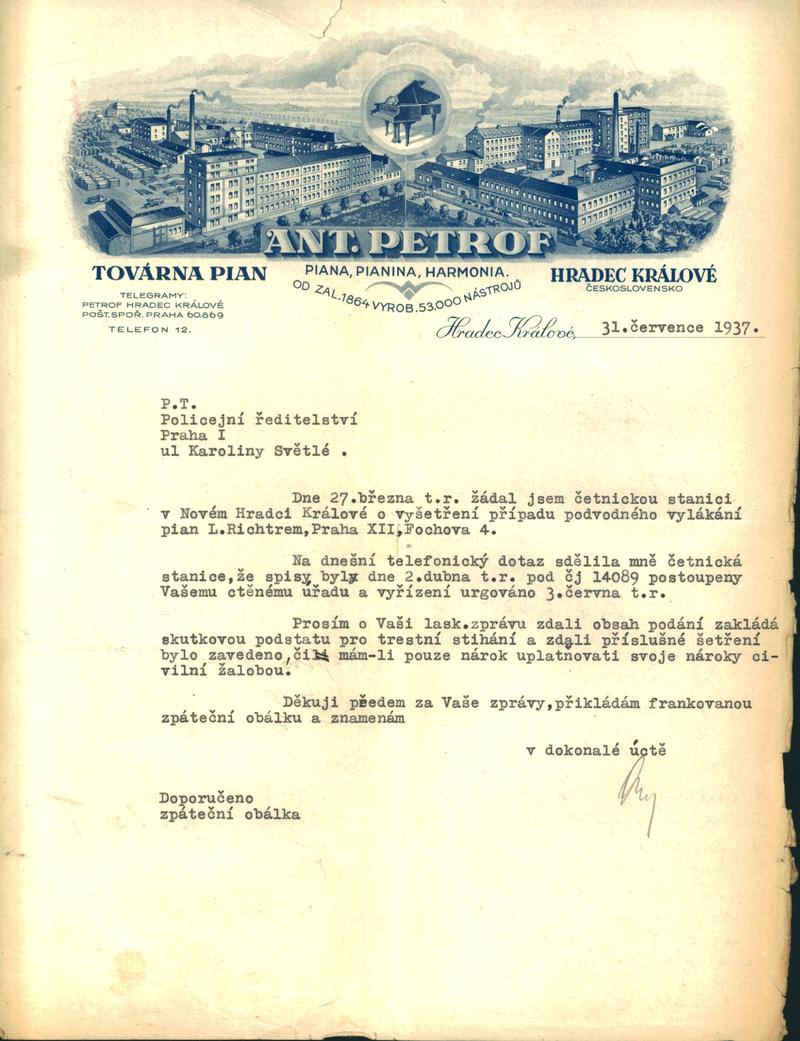 ANT. PETROF
TOVÁRNA PIAN
PIANA, PIANINA, HARMONIA.
HRADEC KRÁLOVÉ
ČESKOSLOVENSKO
OD ZAL. 1864 VYROB. 53.000 NÁSTROJŮ
TELEGRAMY:
PETROF HRADEC KRÁLOVÉ
POŠT. SPOŘ. PRAHA 60.869
TELEFON 12.
Hradec Králové, 31.července 1937.
P.T.
Policejní ředitelství
Praha I
ul Karoliny Světlé .
Dne 27.března t.r. žádal jsem četnickou stanici
v Novém Hradci Králové o vyšetření případu podvodného vylákání
pian L.Richtrem,Praha XII,Fochova 4.
Na dnešní telefonický dotaz sdělila mně četnická
stanice,že spisy byly dne 2.dubna t.r. pod čj 14089 postoupeny
Vašemu ctěnému úřadu a vyřízení urgováno 3.června t.r.
Prosím o Vaši lask.zprávu zdali obsah podání zakládá
skutkovou podstatu pro trestní stihání a zdali příslušné šetření
bylo zavedeno,čili mám-li pouze nárok uplatňovati svoje nároky ci-
vilní žalobou.
Děkuji předem za Vaše zprávy,přikládám frankovanou
zpáteční obálku a znamenám
v dokonalé úctě
Doporučeno
zpáteční obálka